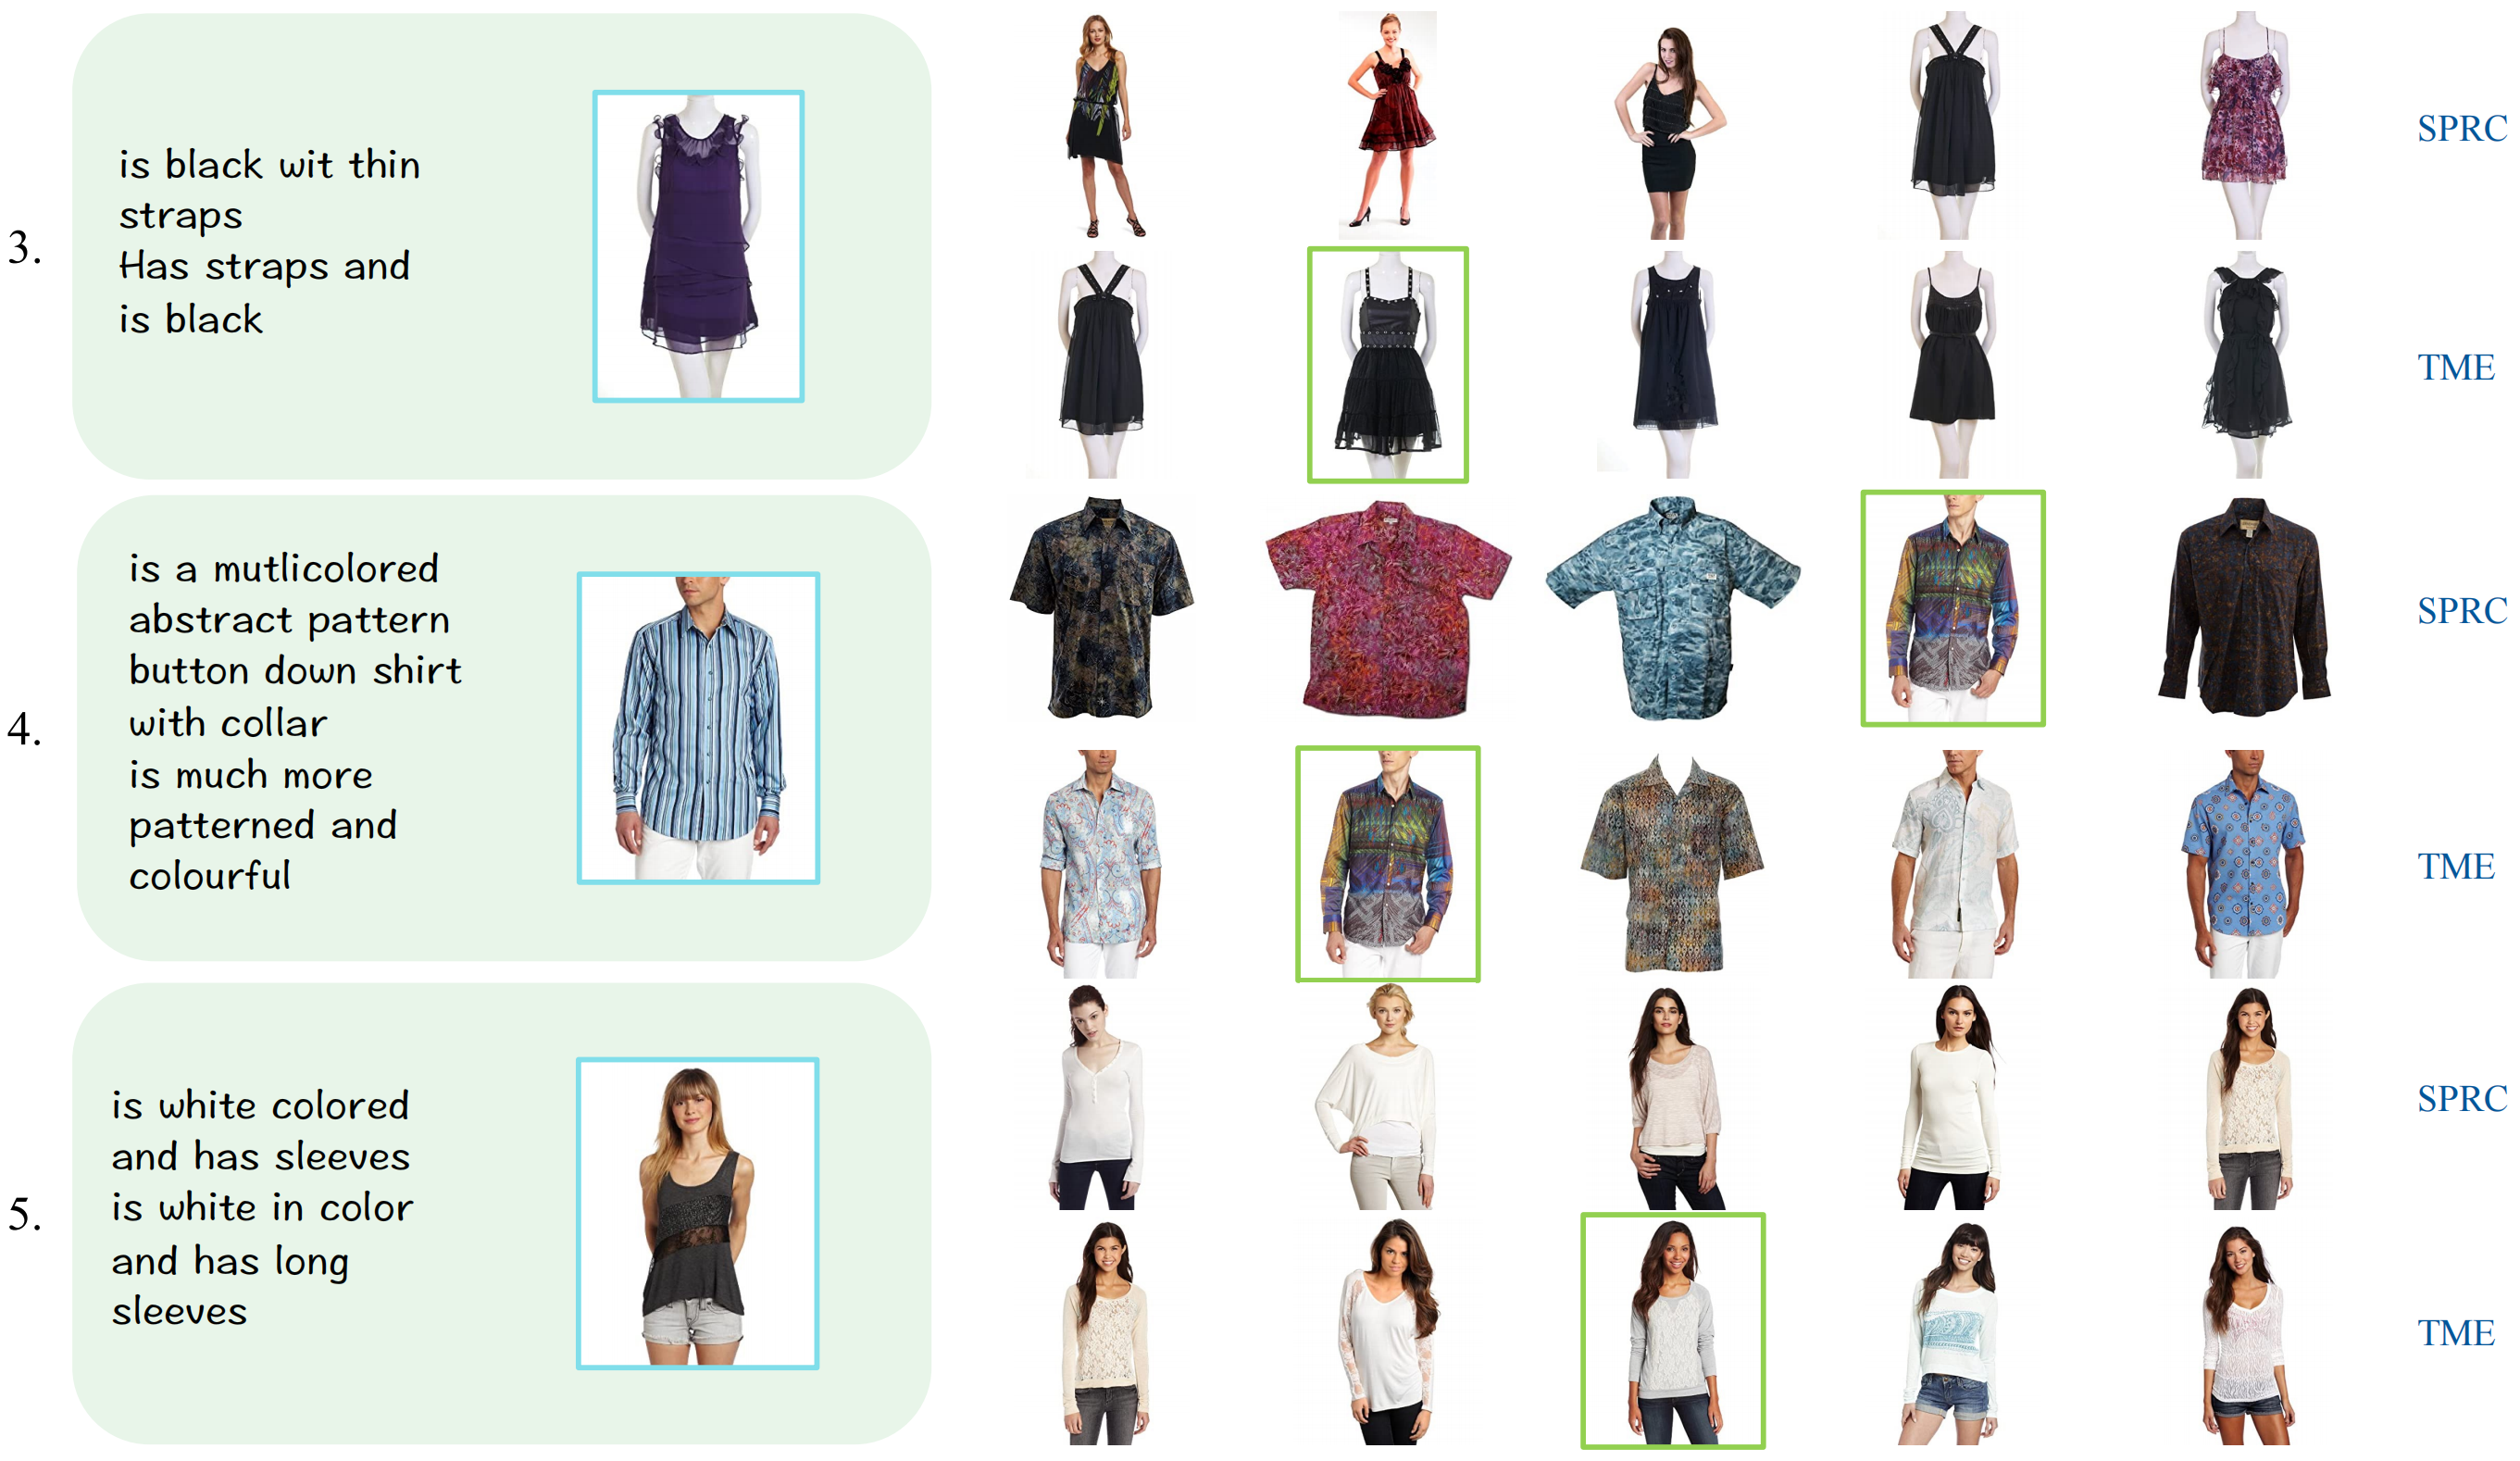 3.
is black wit thin
straps
Has straps and
is black
SPRC
TME
4.
is a mutlicolored
abstract pattern
button down shirt
with collar
is much more
patterned and
colourful
SPRC
TME
5.
is white colored
and has sleeves
is white in color
and has long
sleeves
SPRC
TME